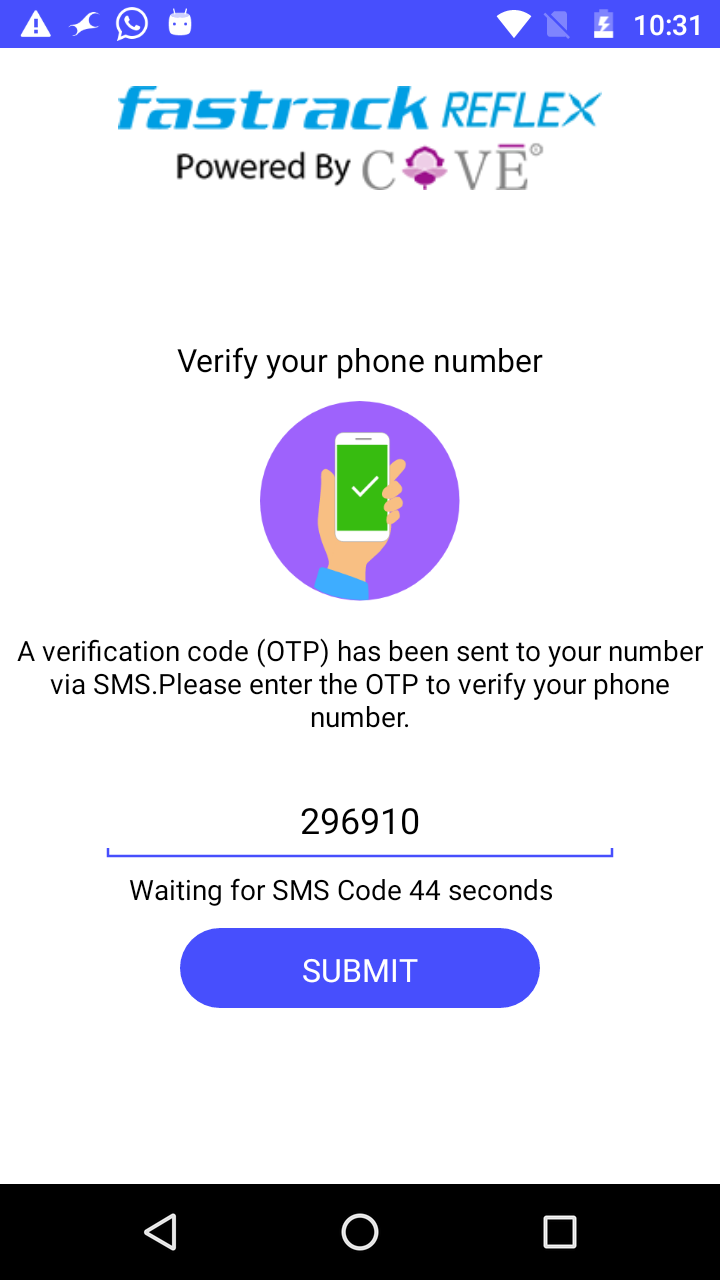 10:31
fastrack REFLEX
Powered By COVE®
Verify your phone number
A verification code (OTP) has been sent to your number
via SMS.Please enter the OTP to verify your phone
number.
296910
Waiting for SMS Code 44 seconds
SUBMIT